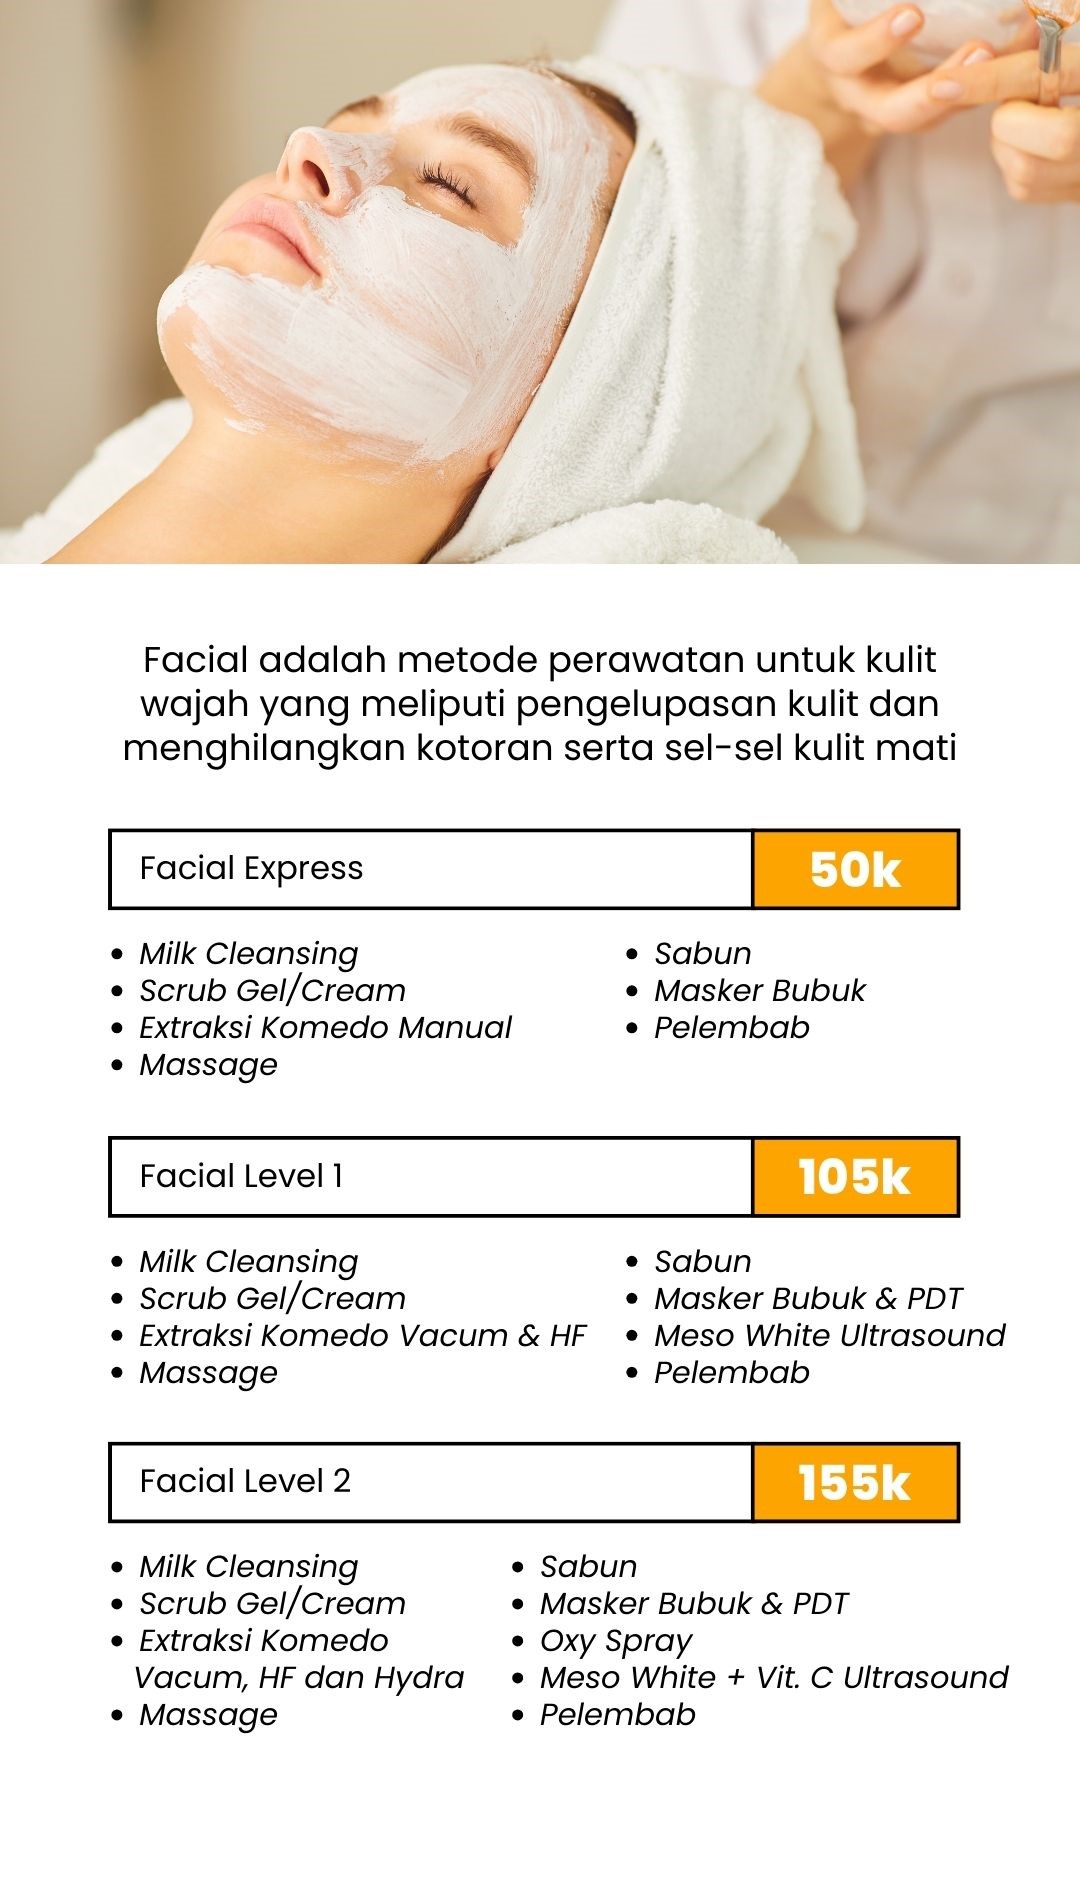 Facial adalah metode perawatan untuk kulit
wajah yang meliputi pengelupasan kulit dan
menghilangkan kotoran serta sel-sel kulit mati
Facial Express
50k
Milk Cleansing
Scrub Gel/Cream
Extraksi Komedo Manual
Massage
Sabun
Masker Bubuk
Pelembab
Facial Level 1
105k
Milk Cleansing
Scrub Gel/Cream
Extraksi Komedo Vacum & HF
Massage
Sabun
Masker Bubuk & PDT
Meso White Ultrasound
Pelembab
Facial Level 2
155k
Milk Cleansing
Scrub Gel/Cream
Extraksi Komedo
Vacum, HF dan Hydra
Massage
Sabun
Masker Bubuk & PDT
Oxy Spray
Meso White + Vit. C Ultrasound
Pelembab